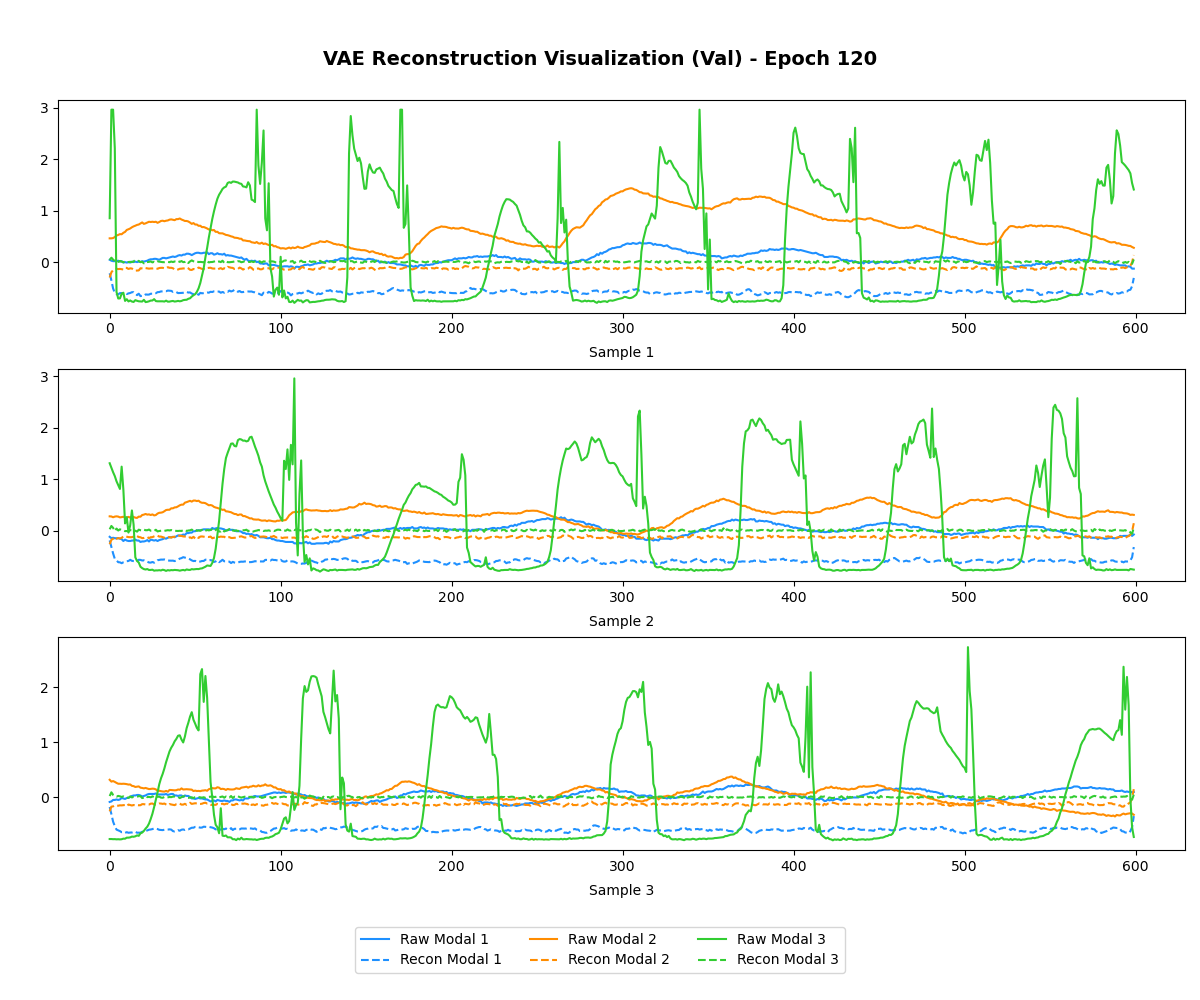 VAE Reconstruction Visualization (Val) - Epoch 120
3
2
1
0
0 100 200 300 400 500 600
Sample 1
3
2
1
0
0 100 200 300 400 500 600
Sample 2
2
1
0
0 100 200 300 400 500 600
Sample 3
Raw Modal 1 Raw Modal 2 Raw Modal 3
Recon Modal 1 Recon Modal 2 Recon Modal 3